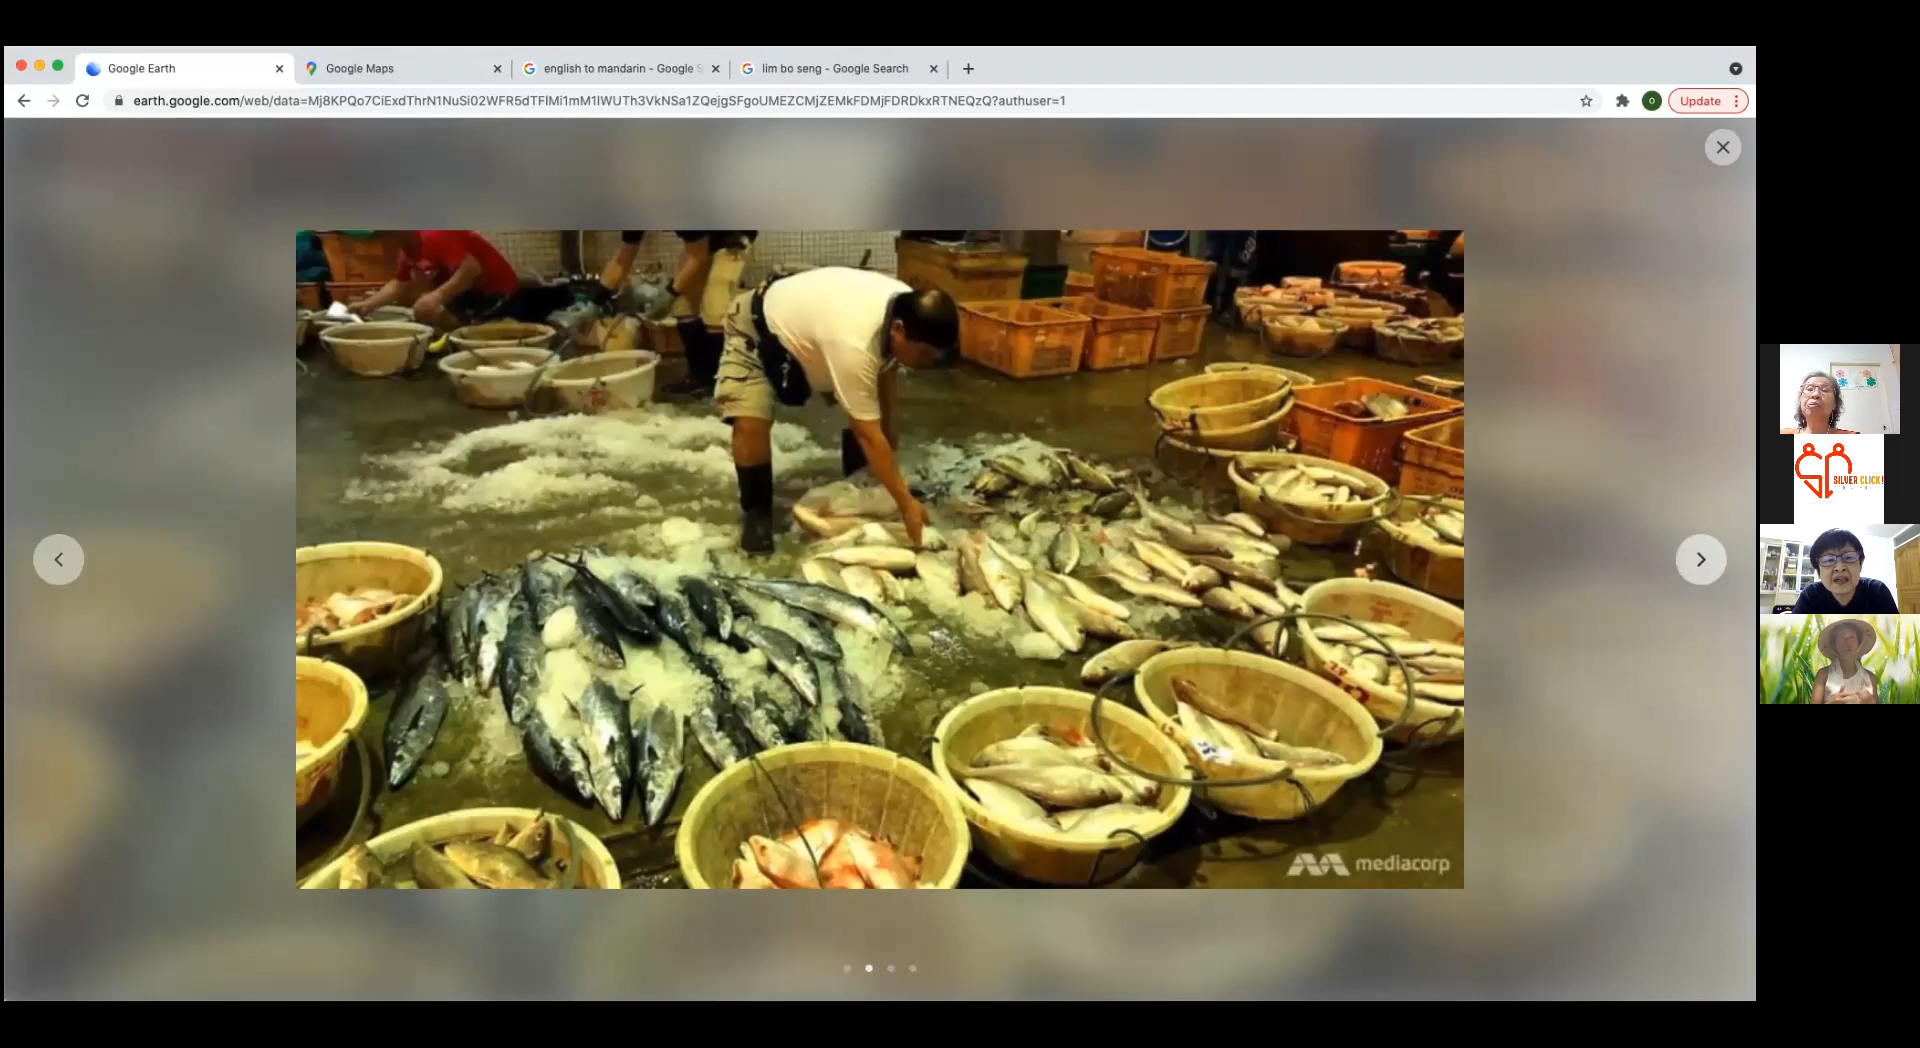 Google Earth
Google Maps
english to mandarin - Google S
lim bo seng - Google Search
earth.google.com/web/data=Mj8KPQo7CiExdThrN1NuSi02WFR5dTFIMi1mM1lWUTh3VkNSa1ZQejgSFgoUMEZCMjZEMkFDMjFDRDkxRTNEQzQ?authuser=1
Update
mediacorp
SILVER CLICK!